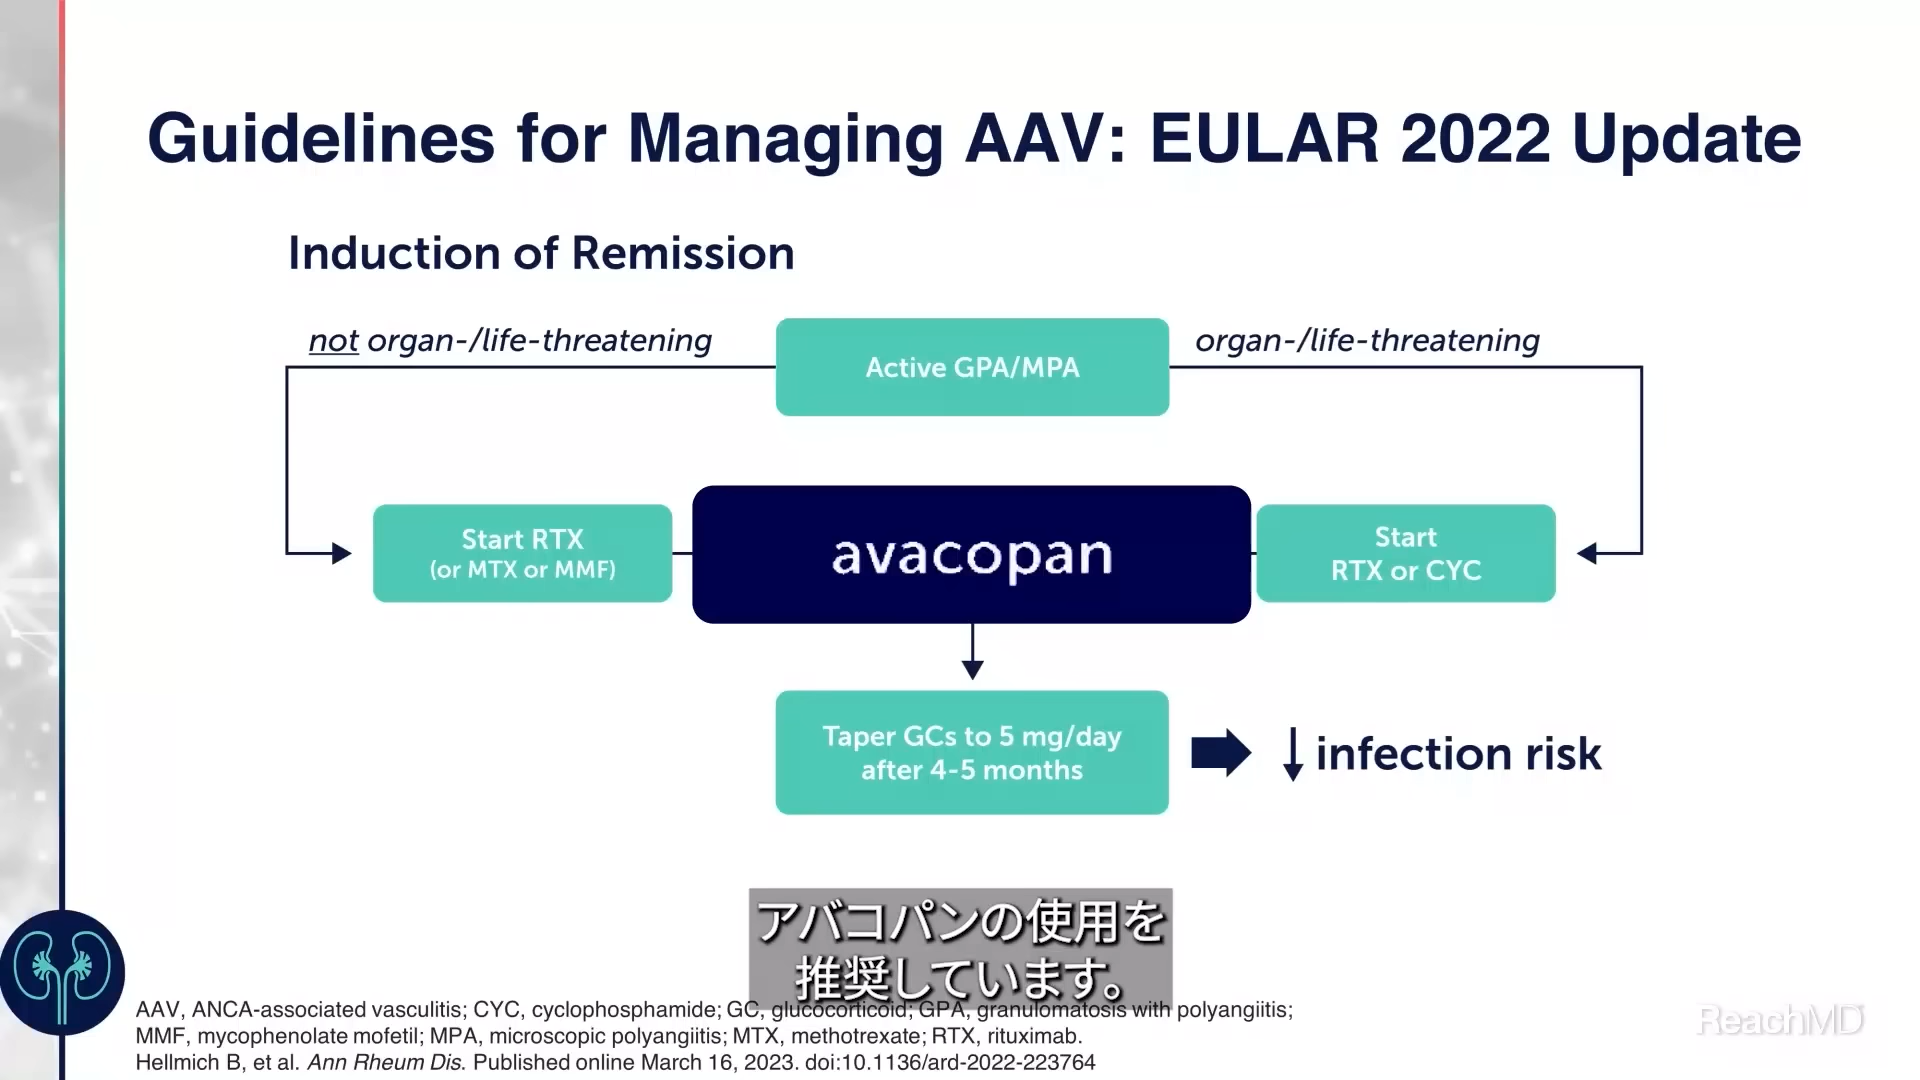 Guidelines for Managing AAV: EULAR 2022 Update
Induction of Remission
not organ-/life-threatening
Active GPA/MPA
organ-/life-threatening
Start RTX
(or MTX or MMF)
avacopan
Start
RTX or CYC
Taper GCs to 5 mg/day
after 4-5 months
↓ infection risk
アバコパンの使用を
推奨しています。
AAV, ANCA-associated vasculitis; CYC, cyclophosphamide; GC, glucocorticoid; GPA, granulomatosis with polyangiitis;
MMF, mycophenolate mofetil; MPA, microscopic polyangiitis; MTX, methotrexate; RTX, rituximab.
Hellmich B, et al. Ann Rheum Dis. Published online March 16, 2023. doi:10.1136/ard-2022-223764
ReachMD